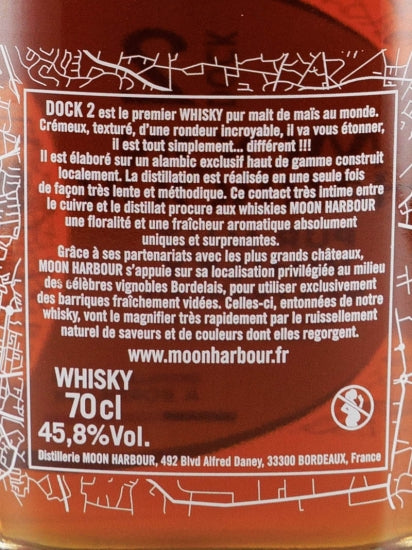 DOCK 2 est le premier WHISKY pur malt de maïs au monde.
Crémeux, texturé, d'une rondeur incroyable, il va vous étonner,
il est tout simplement... différent !!!
Il est élaboré sur un alambic exclusif haut de gamme construit
localement. La distillation est réalisée en une seule fois
de façon très lente et méthodique. Ce contact très intime entre
le cuivre et le distillat procure aux whiskies MOON HARBOUR
une floralité et une fraîcheur aromatique absolument
uniques et surprenantes.
Grâce à ses partenariats avec les plus grands châteaux,
MOON HARBOUR s'appuie sur sa localisation privilégiée au milieu
des célèbres vignobles Bordelais, pour utiliser exclusivement
des barriques fraîchement vidées. Celles-ci, entonnées de notre
whisky, vont le magnifier très rapidement par le ruissellement
naturel de saveurs et de couleurs dont elles regorgent.
www.moonharbour.fr
WHISKY
70 cl
45,8%Vol.
Distillerie MOON HARBOUR, 492 Blvd Alfred Daney, 33300 BORDEAUX, France